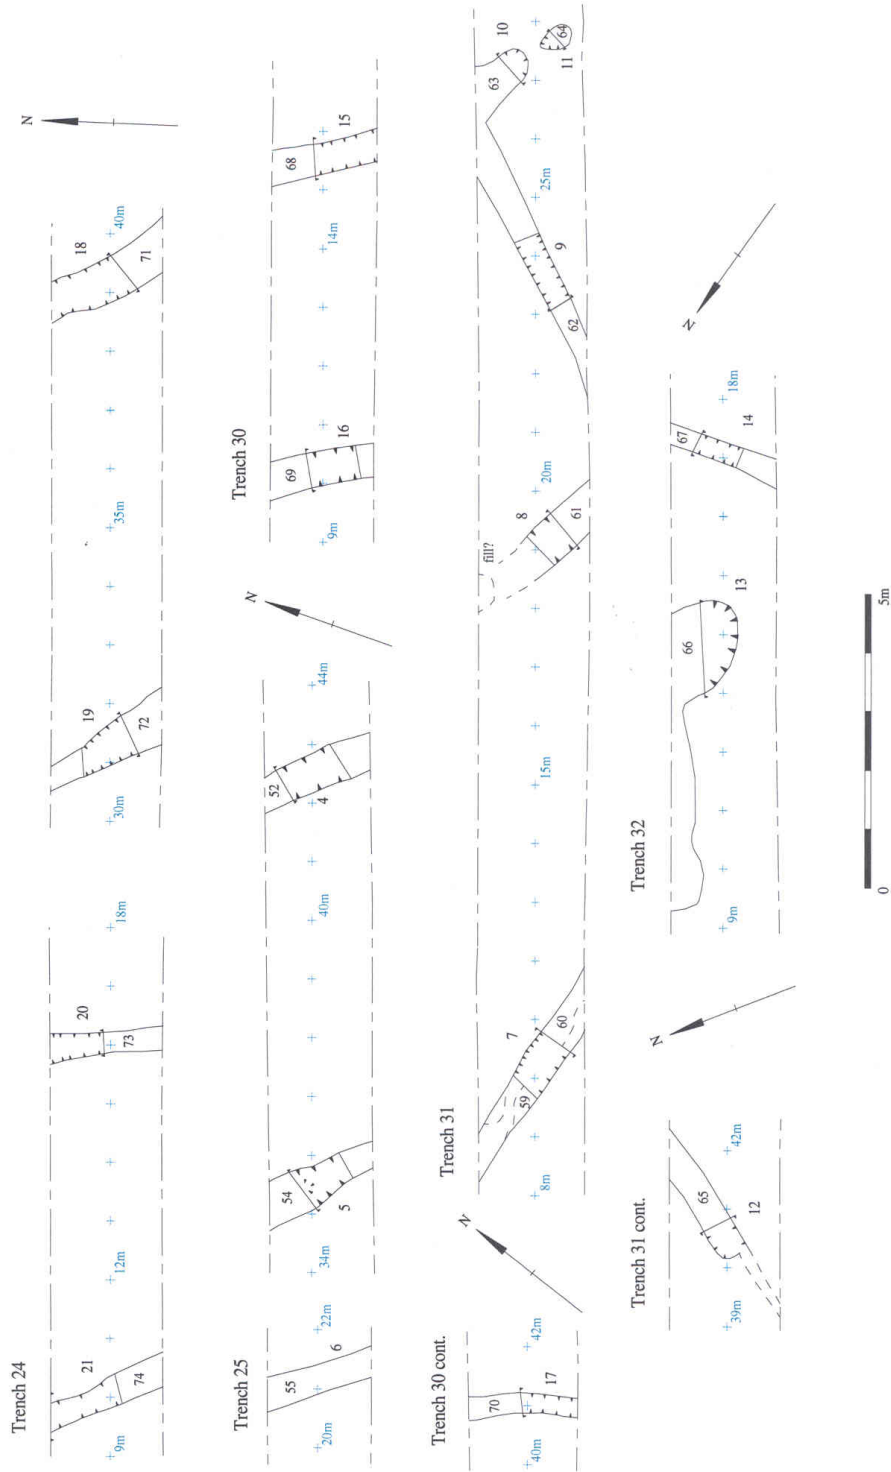 Trench 24
9m
12m
18m
30m
35m
40m
21
74
20
73
19
72
18
71
N
Trench 25
20m
22m
34m
40m
44m
55
6
54
5
52
4
N
Trench 30
9m
14m
69
16
68
15
Trench 30 cont.
40m
42m
70
17
N
Trench 31
8m
15m
20m
25m
59
7
60
fill?
8
61
62
9
63
10
11
64
Trench 31 cont.
39m
42m
65
12
N
Trench 32
9m
18m
66
13
67
14
N
0
5m